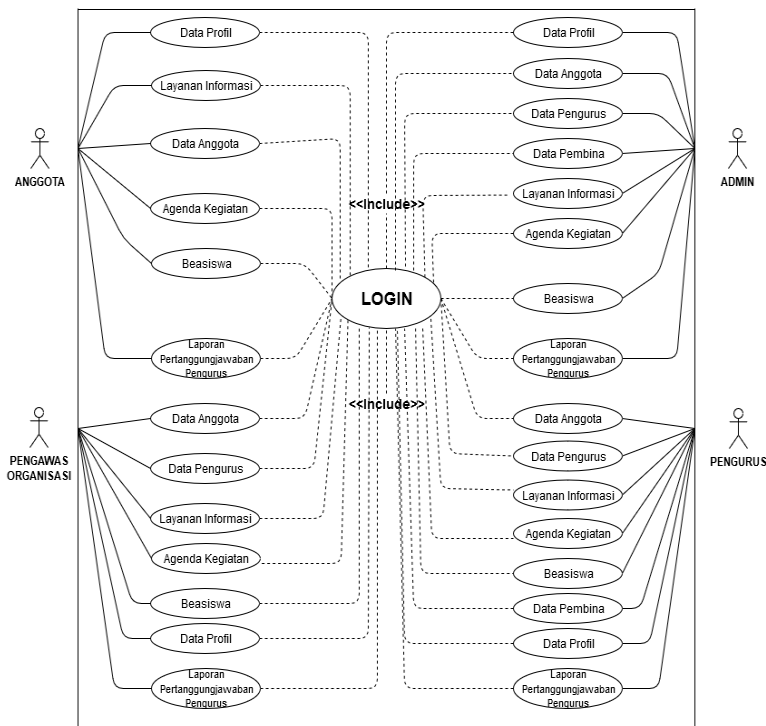 Data Profil
Layanan Informasi
Data Anggota
Agenda Kegiatan
Beasiswa
Laporan
Pertanggungjawaban
Pengurus
ANGGOTA
Data Profil
Data Anggota
Data Pengurus
Data Pembina
Layanan Informasi
Agenda Kegiatan
Beasiswa
Laporan
Pertanggungjawaban
Pengurus
ADMIN
<<Include>>
LOGIN
<<Include>>
Data Anggota
Data Pengurus
Layanan Informasi
Agenda Kegiatan
Beasiswa
Data Profil
Laporan
Pertanggungjawaban
Pengurus
PENGAWAS
ORGANISASI
Data Anggota
Data Pengurus
Layanan Informasi
Agenda Kegiatan
Beasiswa
Data Pembina
Data Profil
Laporan
Pertanggungjawaban
Pengurus
PENGURUS